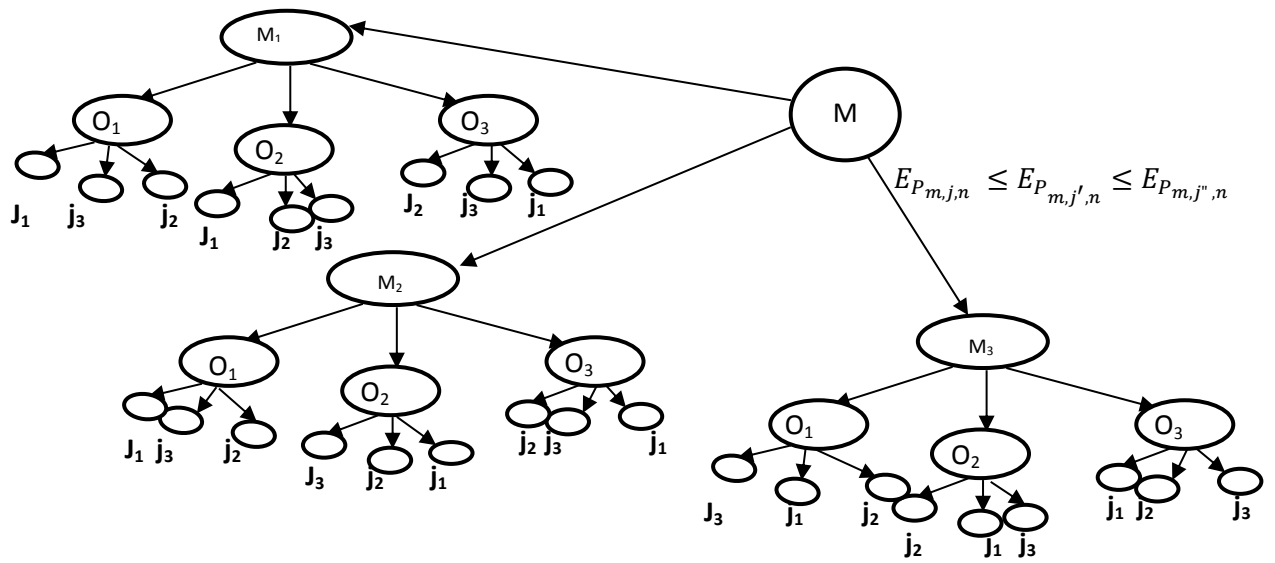 M₁
M
O₁
O₂
O₃
J₁ j₃ j₂
J₁ j₂ j₃
J₂ j₃ j₁
E_{P_{m,j,n}} ≤ E_{P_{m,j′,n}} ≤ E_{P_{m,j",n}}
M₂
O₁
O₂
O₃
J₁ j₃ j₂
J₃ j₂ j₁
j₂ j₃ j₁
M₃
O₁
O₂
O₃
J₃ j₁ j₂
j₂ J₁ j₃
j₁ j₂ j₃